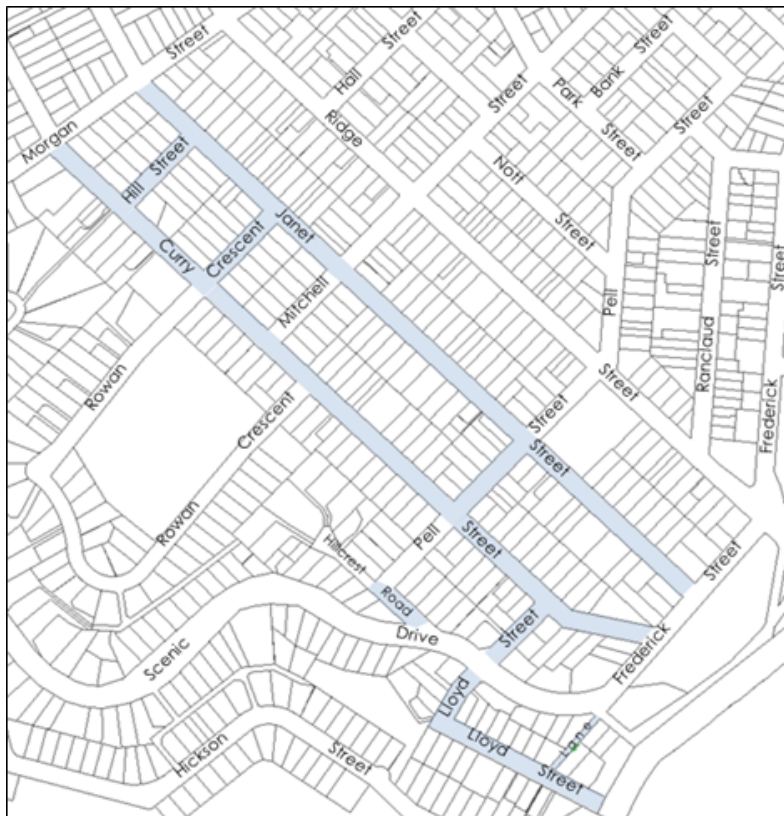 Morgan
Street
Hall
Street
Ridge
Street
Park
Bank
Street
Street
Street
Nott
Street
Hill
Street
Janet
Curry
Crescent
Mitchell
Pell
Street
Ranclaud
Street
Frederick
Street
Rowan
Crescent
Rowan
Street
Street
Hillcrest
Road
Pell
Street
Street
Street
Frederick
Scenic
Drive
Lloyd
Lloyd
Street
Lane
Hickson
Street